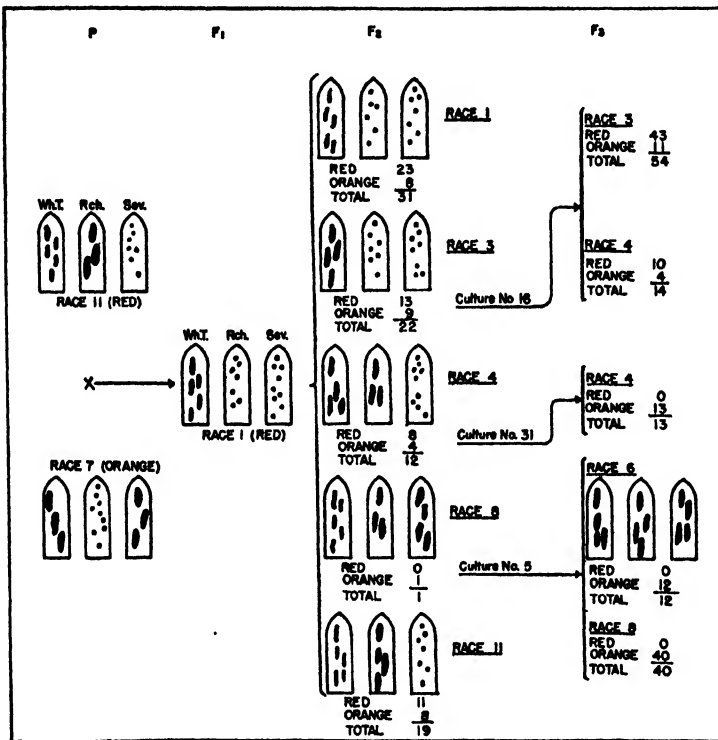 P F1 F2 F3
Wh.T. Rch. Sev.
RACE 11 (RED)
X
RACE 7 (ORANGE)
Wh.T. Rch. Sev.
RACE 1 (RED)
RACE 1
RED 23
ORANGE 8
TOTAL 31
RACE 3
RED 13
ORANGE 9
TOTAL 22
Culture No 16
RACE 4
RED 8
ORANGE 4
TOTAL 12
Culture No. 31
RACE 8
RED 0
ORANGE 1
TOTAL 1
Culture No. 5
RACE 11
RED 11
ORANGE 8
TOTAL 19
RACE 3
RED 43
ORANGE 11
TOTAL 54
RACE 4
RED 10
ORANGE 4
TOTAL 14
RACE 4
RED 0
ORANGE 13
TOTAL 13
RACE 6
RED 0
ORANGE 12
TOTAL 12
RACE 8
RED 0
ORANGE 40
TOTAL 40